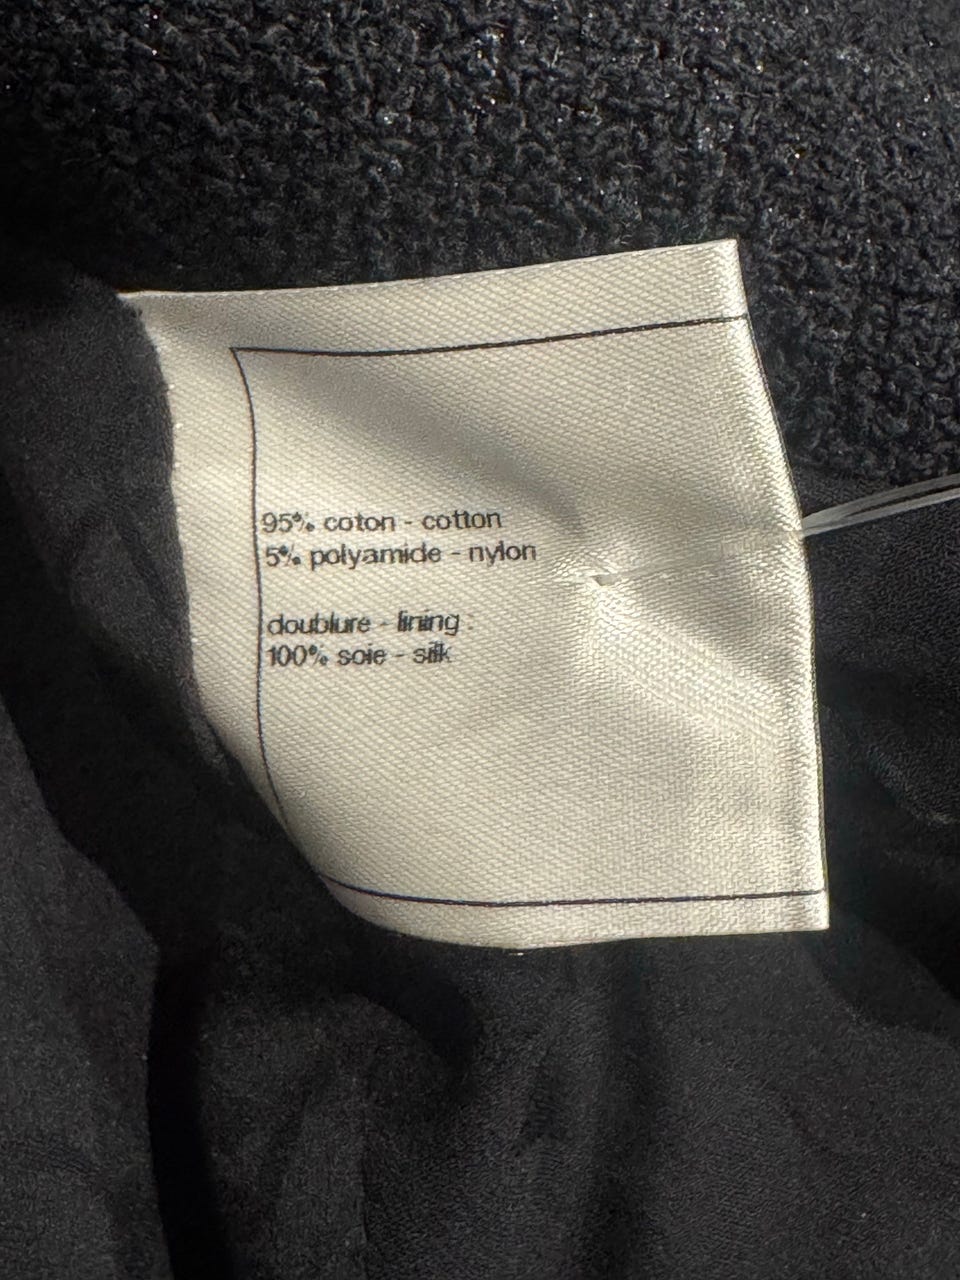 95% coton - cotton
5% polyamide - nylon
doublure - lining :
100% soie - silk